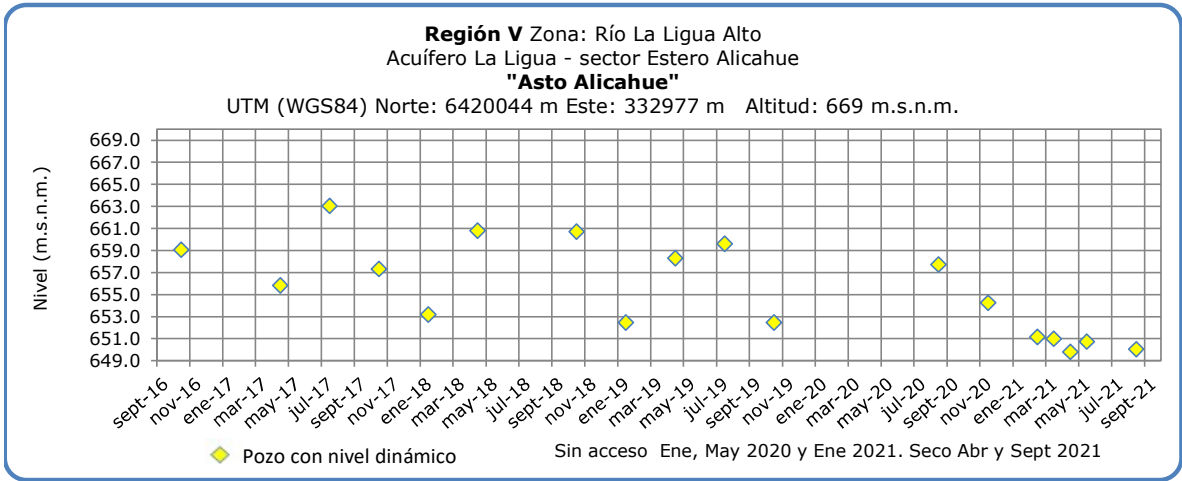 Región V Zona: Río La Ligua Alto
Acuífero La Ligua - sector Estero Alicahue
"Asto Alicahue"
UTM (WGS84) Norte: 6420044 m Este: 332977 m Altitud: 669 m.s.n.m.
Nivel (m.s.n.m.)
669.0
667.0
665.0
663.0
661.0
659.0
657.0
655.0
653.0
651.0
649.0
sept-16
nov-16
ene-17
mar-17
may-17
jul-17
sept-17
nov-17
ene-18
mar-18
may-18
jul-18
sept-18
nov-18
ene-19
mar-19
may-19
jul-19
sept-19
nov-19
ene-20
mar-20
may-20
jul-20
sept-20
nov-20
ene-21
mar-21
may-21
jul-21
sept-21
Pozo con nivel dinámico
Sin acceso Ene, May 2020 y Ene 2021. Seco Abr y Sept 2021